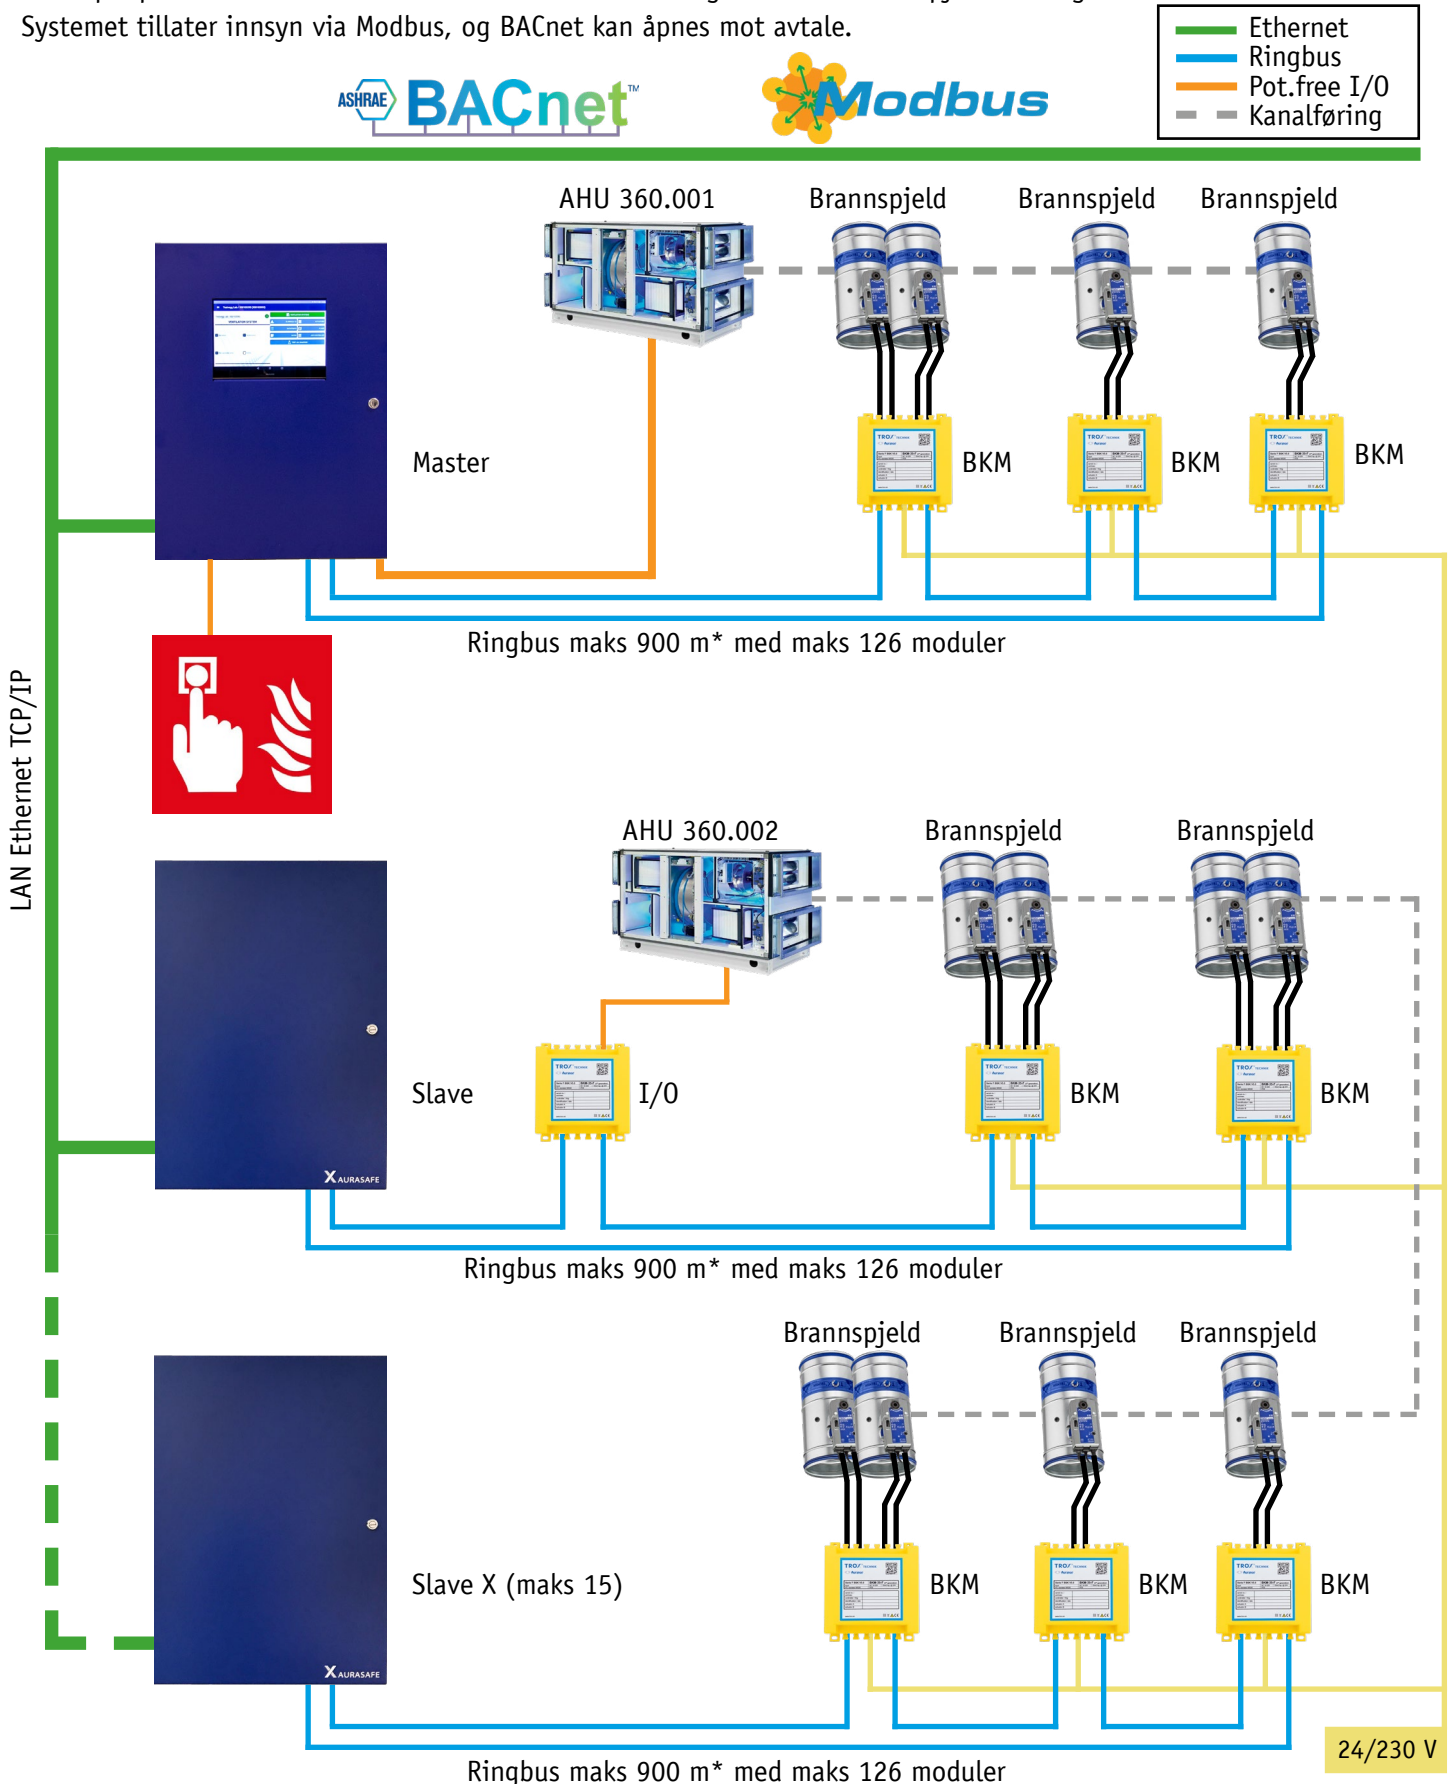 Systemet tillater innsyn via Modbus, og BACnet kan åpnes mot avtale.
Ethernet
Ringbus
Pot.free I/O
Kanalføring
ASHRAE BACnet™
Modbus
AHU 360.001
Brannspjeld
Brannspjeld
Brannspjeld
Master
BKM
BKM
BKM
Ringbus maks 900 m* med maks 126 moduler
LAN Ethernet TCP/IP
AHU 360.002
Brannspjeld
Brannspjeld
Slave
I/O
BKM
BKM
X AURASAFE
Ringbus maks 900 m* med maks 126 moduler
Brannspjeld
Brannspjeld
Brannspjeld
Slave X (maks 15)
BKM
BKM
BKM
X AURASAFE
24/230 V
Ringbus maks 900 m* med maks 126 moduler